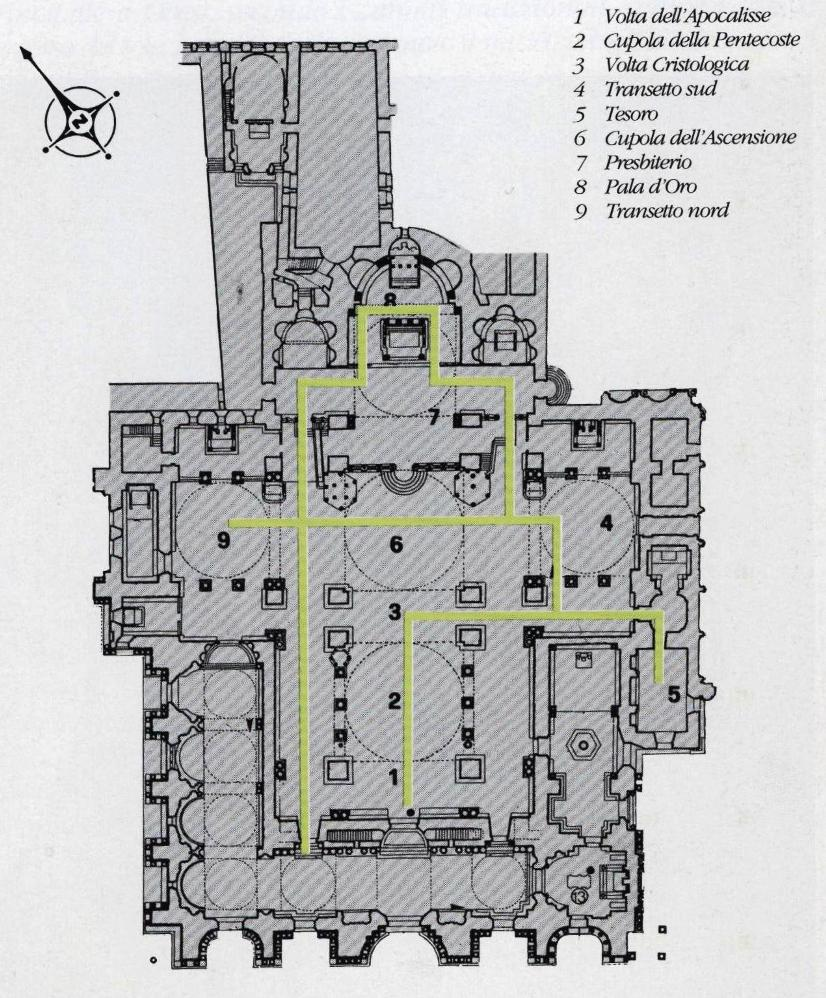 1 Volta dell'Apocalisse
2 Cupola della Pentecoste
3 Volta Cristologica
4 Transetto sud
5 Tesoro
6 Cupola dell'Ascensione
7 Presbiterio
8 Pala d'Oro
9 Transetto nord
N
8
7
9
6
4
3
2
5
1
13